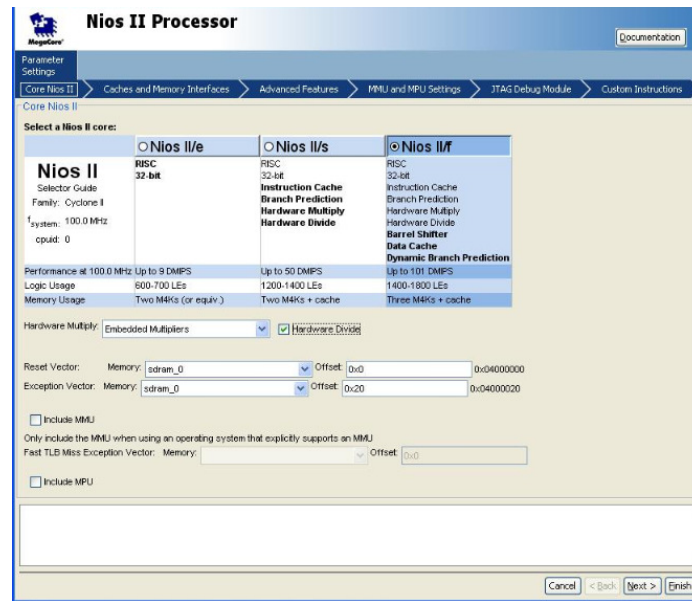 Nios II Processor
MegaCore®
Documentation
Parameter
Settings
Core Nios II
Caches and Memory Interfaces
Advanced Features
MMU and MPU Settings
JTAG Debug Module
Custom Instructions
Core Nios II
Select a Nios II core:
Nios II/e
Nios II/s
Nios II/f
Nios II
Selector Guide
Family: Cyclone II
fsystem: 100.0 MHz
cpuid: 0
RISC
32-bit
RISC
32-bit
Instruction Cache
Branch Prediction
Hardware Multiply
Hardware Divide
RISC
32-bit
Instruction Cache
Branch Prediction
Hardware Multiply
Hardware Divide
Barrel Shifter
Data Cache
Dynamic Branch Prediction
Performance at 100.0 MHz Up to 9 DMIPS Up to 50 DMIPS Up to 101 DMIPS
Logic Usage 600-700 LEs 1200-1400 LEs 1400-1800 LEs
Memory Usage Two M4Ks (or equiv.) Two M4Ks + cache Three M4Ks + cache
Hardware Multiply: Embedded Multipliers Hardware Divide
Reset Vector: Memory: sdram_0 Offset: 0x0 0x04000000
Exception Vector: Memory: sdram_0 Offset: 0x20 0x04000020
Include MMU
Only include the MMU when using an operating system that explicitly supports an MMU
Fast TLB Miss Exception Vector: Memory: Offset: 0x0
Include MPU
Cancel < Back Next > Finish